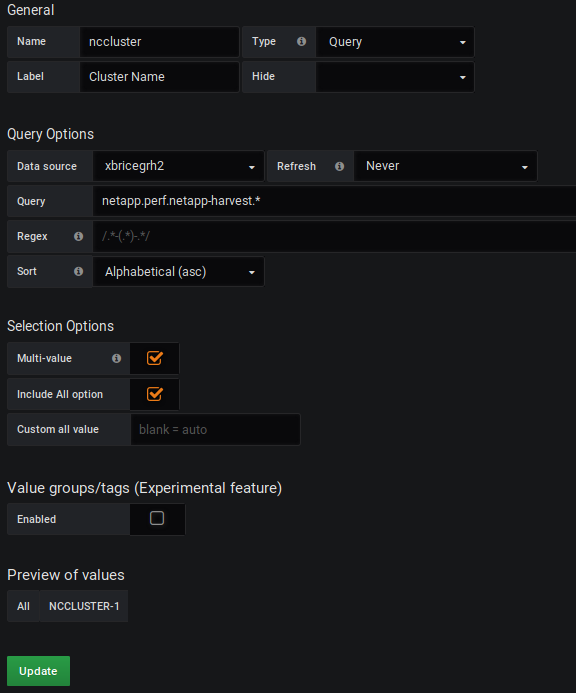 General
Name nccluster Type Query
Label Cluster Name Hide
Query Options
Data source xbricegrh2 Refresh Never
Query netapp.perf.netapp-harvest.*
Regex /.*-(.*)-.*/
Sort Alphabetical (asc)
Selection Options
Multi-value
Include All option
Custom all value blank = auto
Value groups/tags (Experimental feature)
Enabled
Preview of values
All NCCLUSTER-1
Update